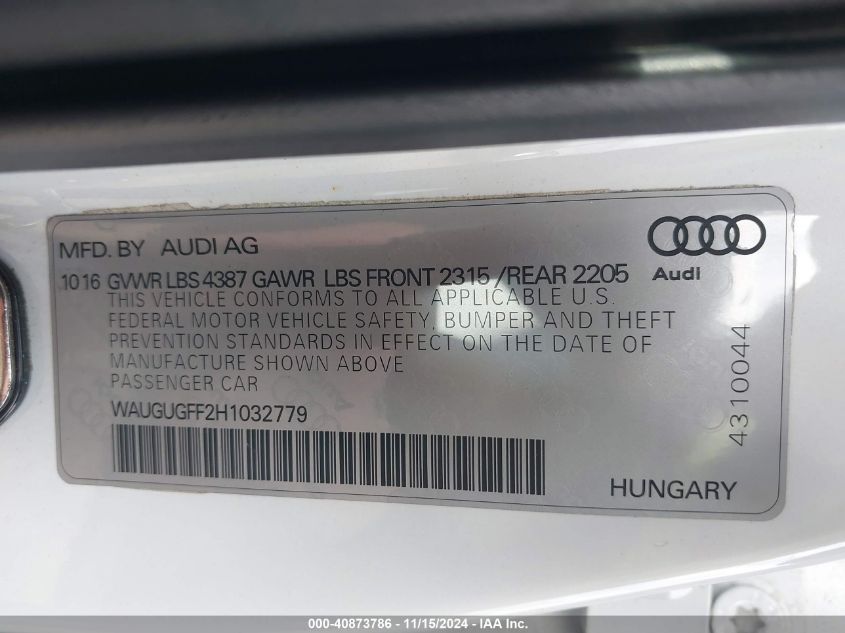 MFD. BY AUDI AG
1016 GVWR LBS 4387 GAWR LBS FRONT 2315 /REAR 2205
Audi
THIS VEHICLE CONFORMS TO ALL APPLICABLE U.S.
FEDERAL MOTOR VEHICLE SAFETY, BUMPER AND THEFT
PREVENTION STANDARDS IN EFFECT ON THE DATE OF
MANUFACTURE SHOWN ABOVE
PASSENGER CAR
WAUGUGFF2H1032779
4310044
HUNGARY
000-40873786 - 11/15/2024 - IAA Inc.